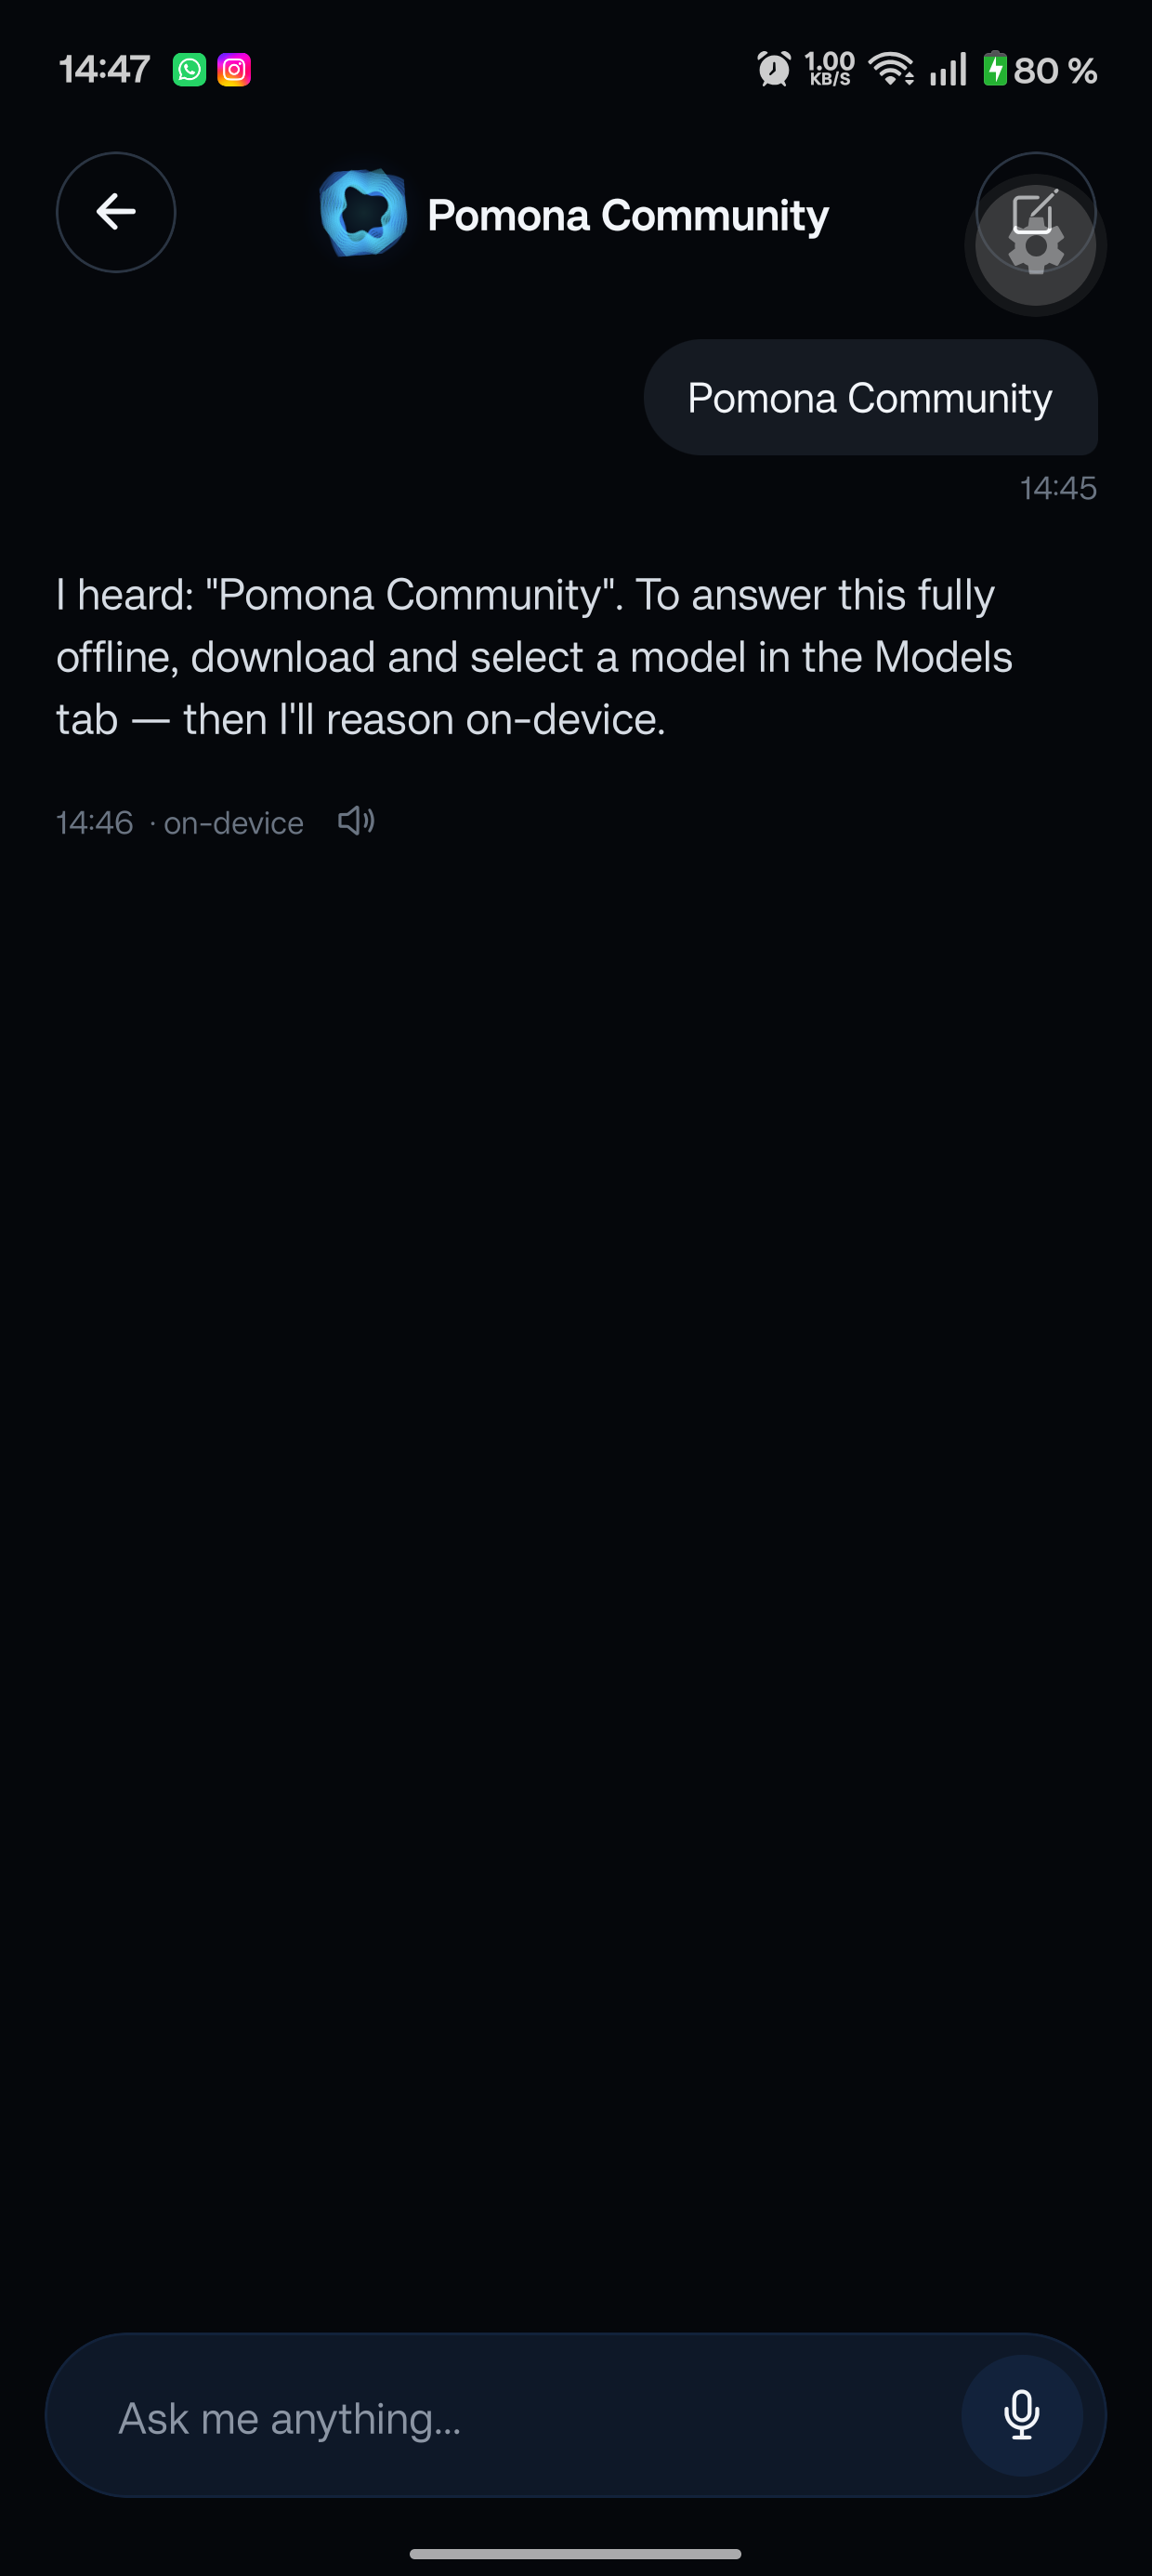 14:47
1.00
KB/S
80 %
Pomona Community
Pomona Community
14:45
I heard: "Pomona Community". To answer this fully
offline, download and select a model in the Models
tab — then I'll reason on-device.
14:46 · on-device
Ask me anything...